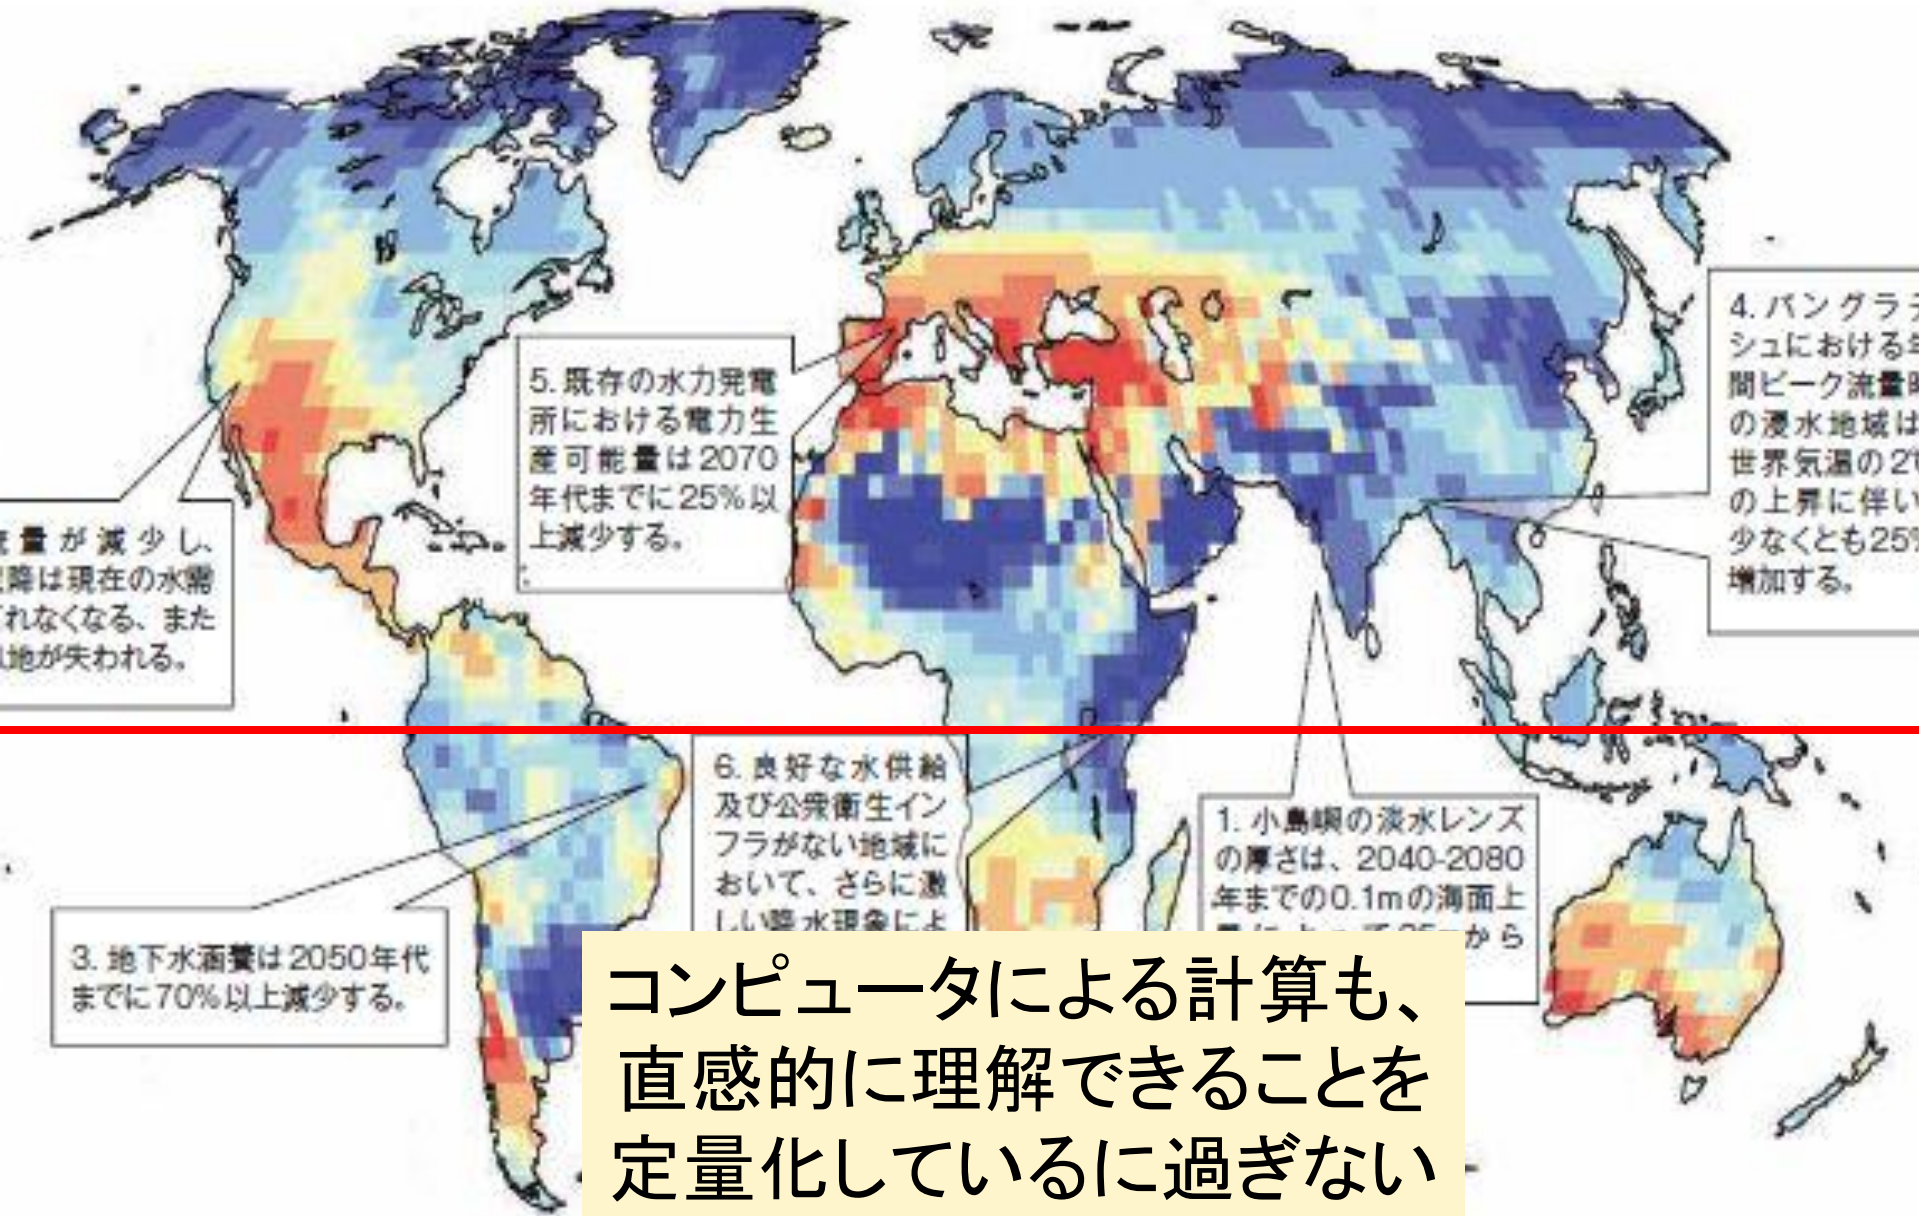 5. 既存の水力発電
所における電力生
産可能量は2070
年代までに25%以
上減少する。
量が減少し、
降は現在の水需
れなくなる、また
地が失われる。
4. バングラデ
シュにおける年
間ピーク流量時
の浸水地域は
世界気温の2℃
の上昇に伴い
少なくとも25%
増加する。
6. 良好な水供給
及び公衆衛生イン
フラがない地域に
おいて、さらに激
しい降水現象によ
1. 小島嶼の淡水レンズ
の厚さは、2040-2080
年までの0.1mの海面上
から
3. 地下水涵養は2050年代
までに70%以上減少する。
コンピュータによる計算も、
直感的に理解できることを
定量化しているに過ぎない